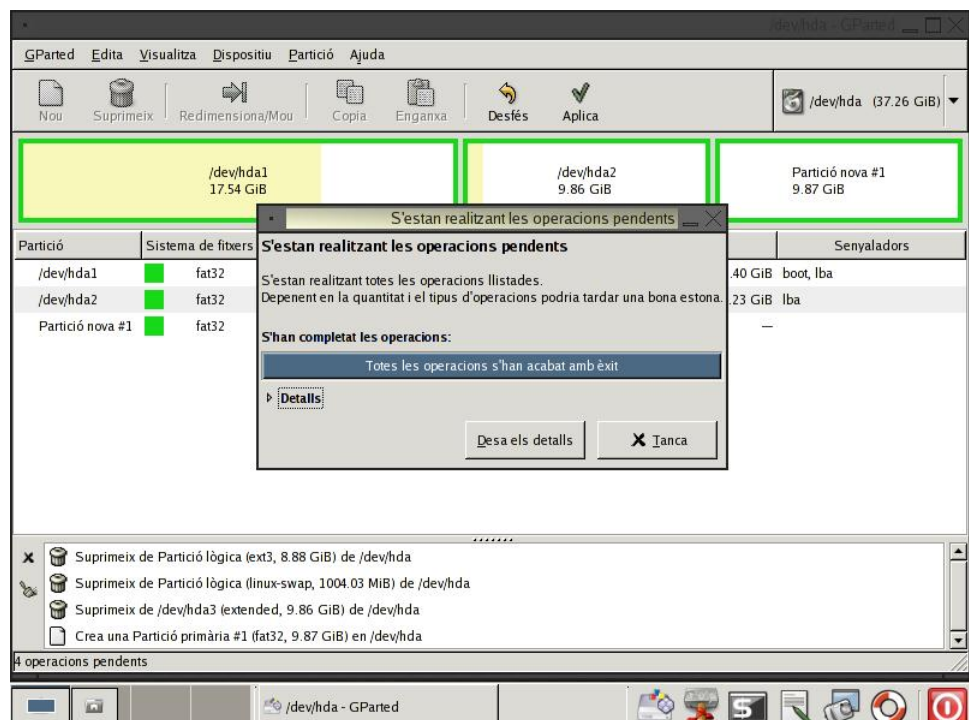 /dev/hda - GParted
GParted Edita Visualitza Dispositiu Partició Ajuda
Nou Suprimeix Redimensiona/Mou Copia Enganxa Desfés Aplica /dev/hda (37.26 GiB)
/dev/hda1
17.54 GiB
/dev/hda2
9.86 GiB
Partició nova #1
9.87 GiB
Partició Sistema de fitxers Senyaladors
/dev/hda1 fat32 .40 GiB boot, lba
/dev/hda2 fat32 .23 GiB lba
Partició nova #1 fat32 —
S'estan realitzant les operacions pendents
S'estan realitzant les operacions pendents
S'estan realitzant totes les operacions llistades.
Depenent en la quantitat i el tipus d'operacions podria tardar una bona estona.
S'han completat les operacions:
Totes les operacions s'han acabat amb èxit
Detalls
Desa els detalls Tanca
Suprimeix de Partició lògica (ext3, 8.88 GiB) de /dev/hda
Suprimeix de Partició lògica (linux-swap, 1004.03 MiB) de /dev/hda
Suprimeix de /dev/hda3 (extended, 9.86 GiB) de /dev/hda
Crea una Partició primària #1 (fat32, 9.87 GiB) en /dev/hda
4 operacions pendents
/dev/hda - GParted